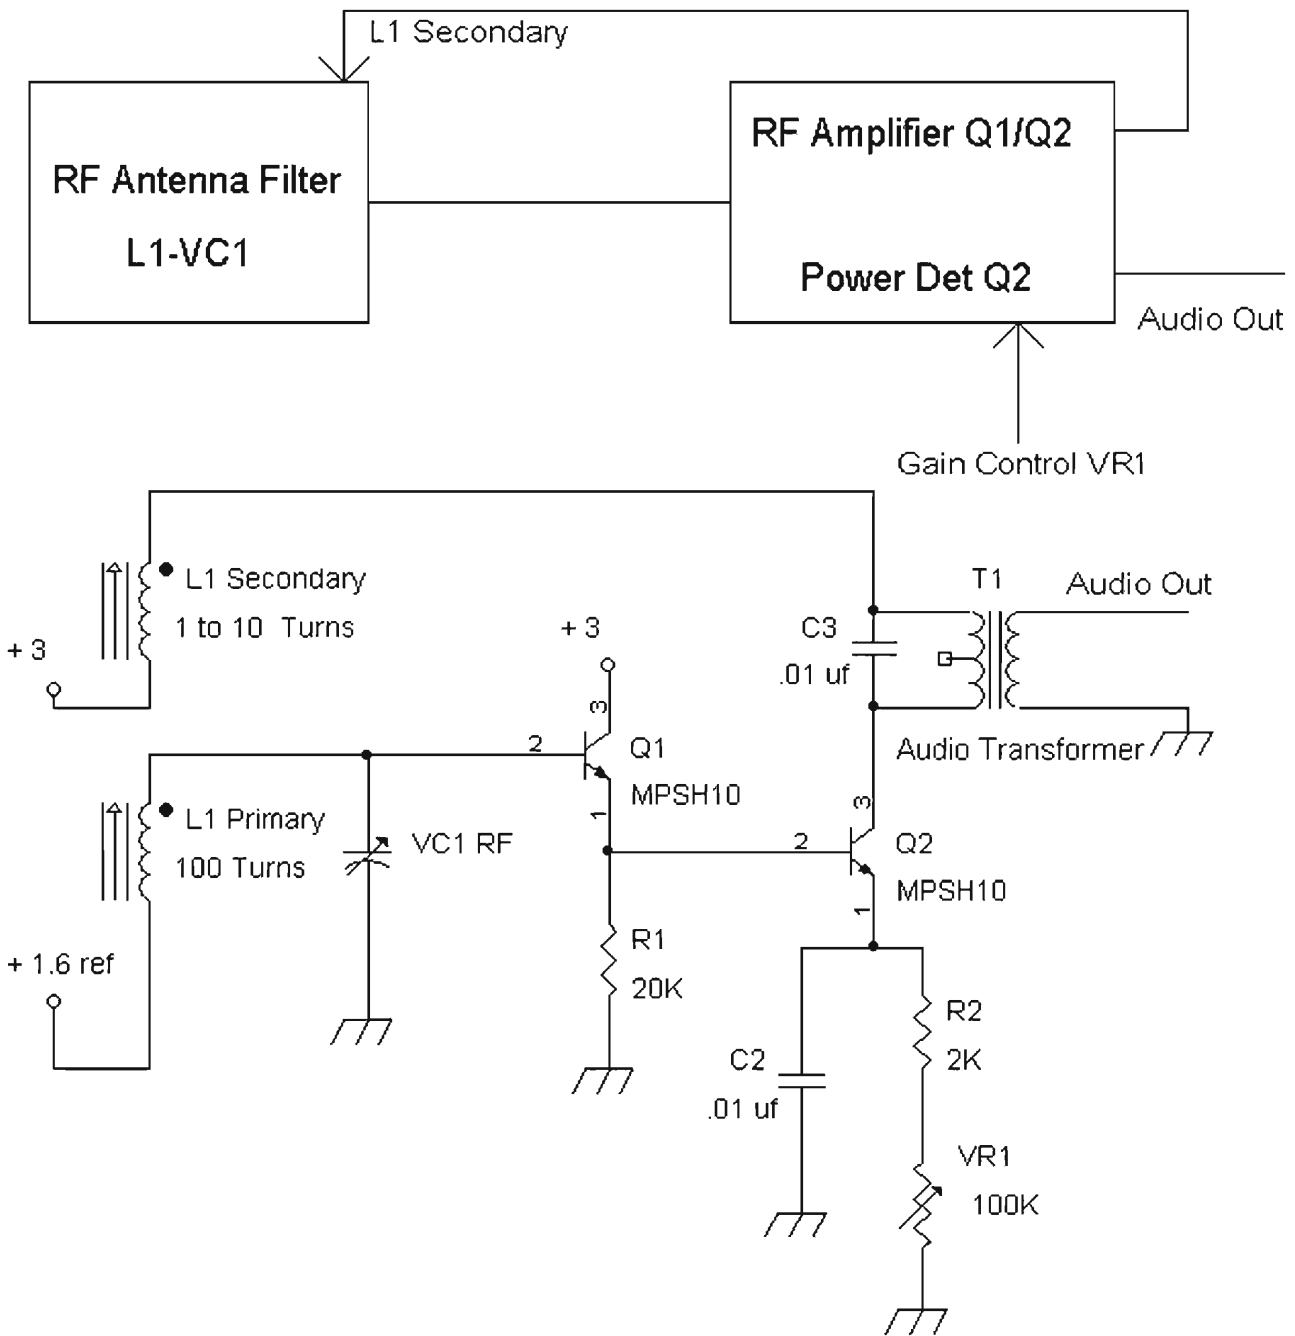 L1 Secondary
RF Antenna Filter
L1-VC1
RF Amplifier Q1/Q2
Power Det Q2
Audio Out
Gain Control VR1
L1 Secondary
1 to 10 Turns
+ 3
+ 3
C3
.01 uf
T1
Audio Out
Audio Transformer
3
2
Q1
MPSH10
1
L1 Primary
100 Turns
VC1 RF
+ 1.6 ref
3
2
Q2
MPSH10
1
R1
20K
R2
2K
C2
.01 uf
VR1
100K